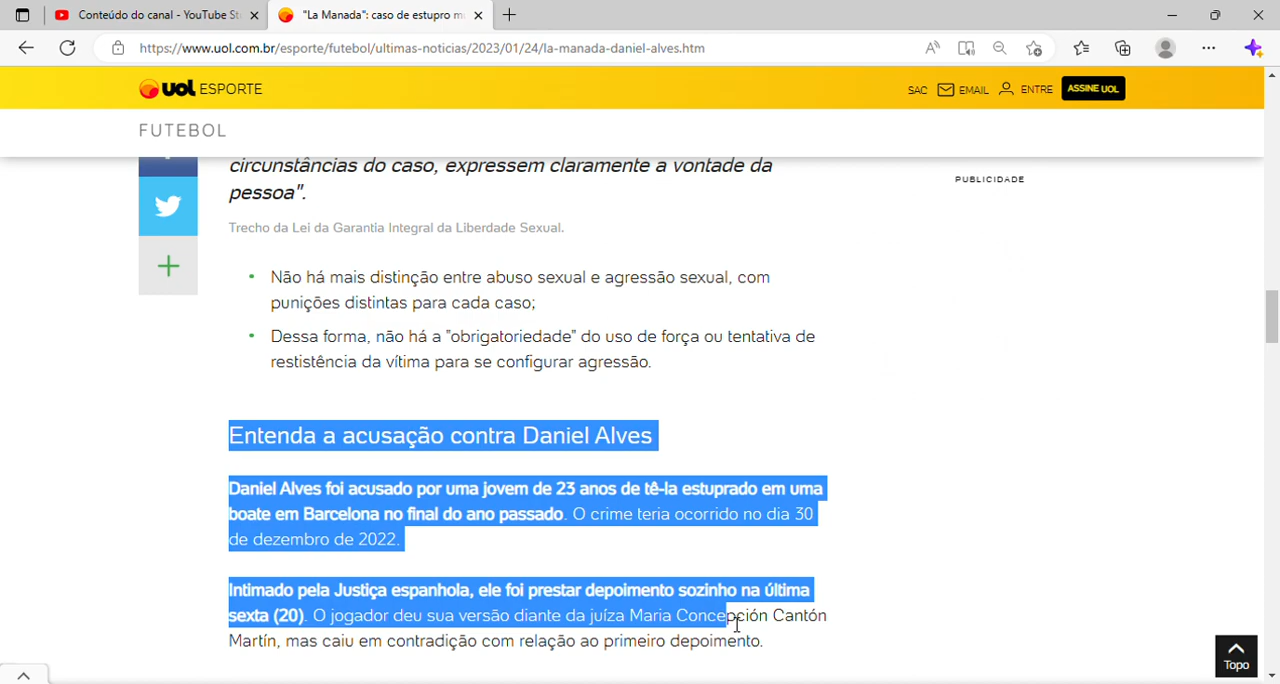 Conteúdo do canal - YouTube St
"La Manada": caso de estupro m
https://www.uol.com.br/esporte/futebol/ultimas-noticias/2023/01/24/la-manada-daniel-alves.htm
UOL ESPORTE
SAC EMAIL ENTRE ASSINE UOL
FUTEBOL
circunstâncias do caso, expressem claramente a vontade da
pessoa".
PUBLICIDADE
Trecho da Lei da Garantia Integral da Liberdade Sexual.
• Não há mais distinção entre abuso sexual e agressão sexual, com
punições distintas para cada caso;
• Dessa forma, não há a "obrigatoriedade" do uso de força ou tentativa de
restistência da vítima para se configurar agressão.
Entenda a acusação contra Daniel Alves
Daniel Alves foi acusado por uma jovem de 23 anos de tê-la estuprado em uma
boate em Barcelona no final do ano passado. O crime teria ocorrido no dia 30
de dezembro de 2022.
Intimado pela Justiça espanhola, ele foi prestar depoimento sozinho na última
sexta (20). O jogador deu sua versão diante da juíza Maria Concepción Cantón
Martín, mas caiu em contradição com relação ao primeiro depoimento.
Topo